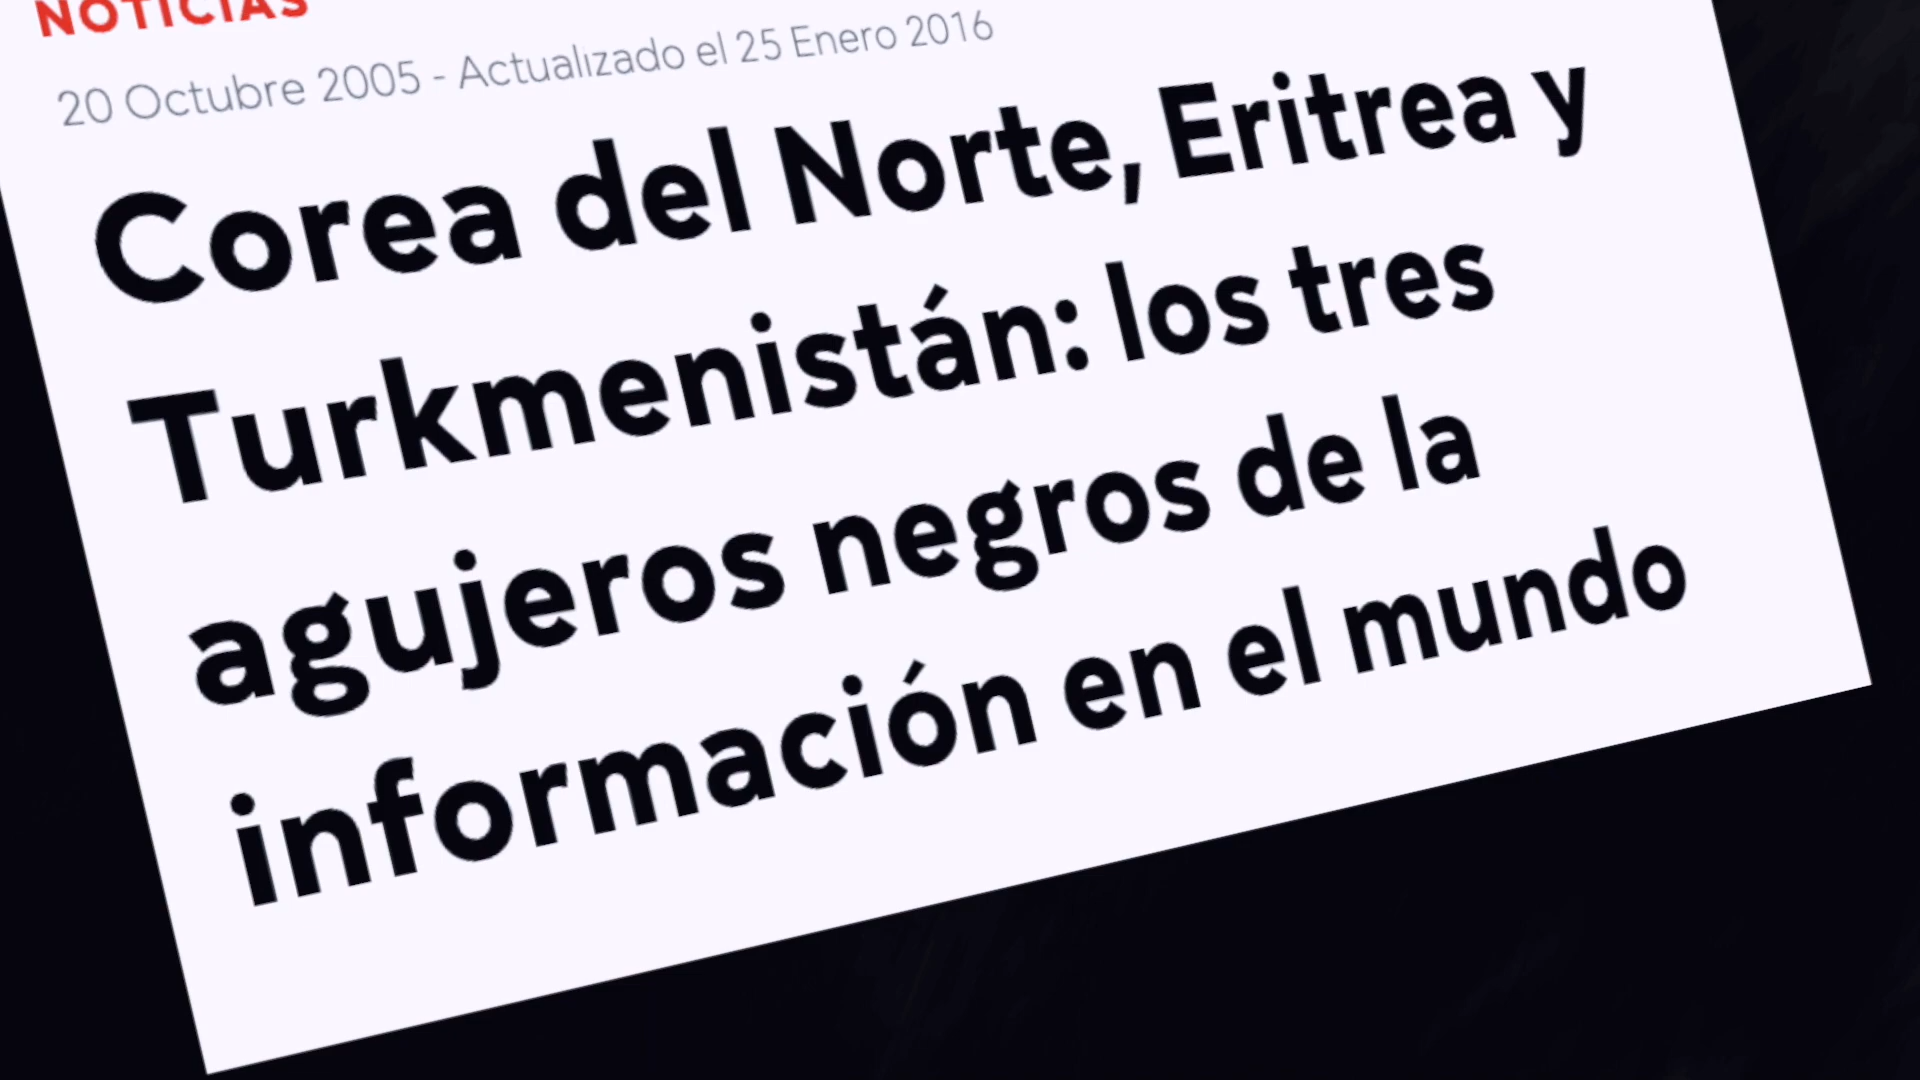 NOTICIAS
20 Octubre 2005 - Actualizado el 25 Enero 2016
Corea del Norte, Eritrea y
Turkmenistán: los tres
agujeros negros de la
información en el mundo